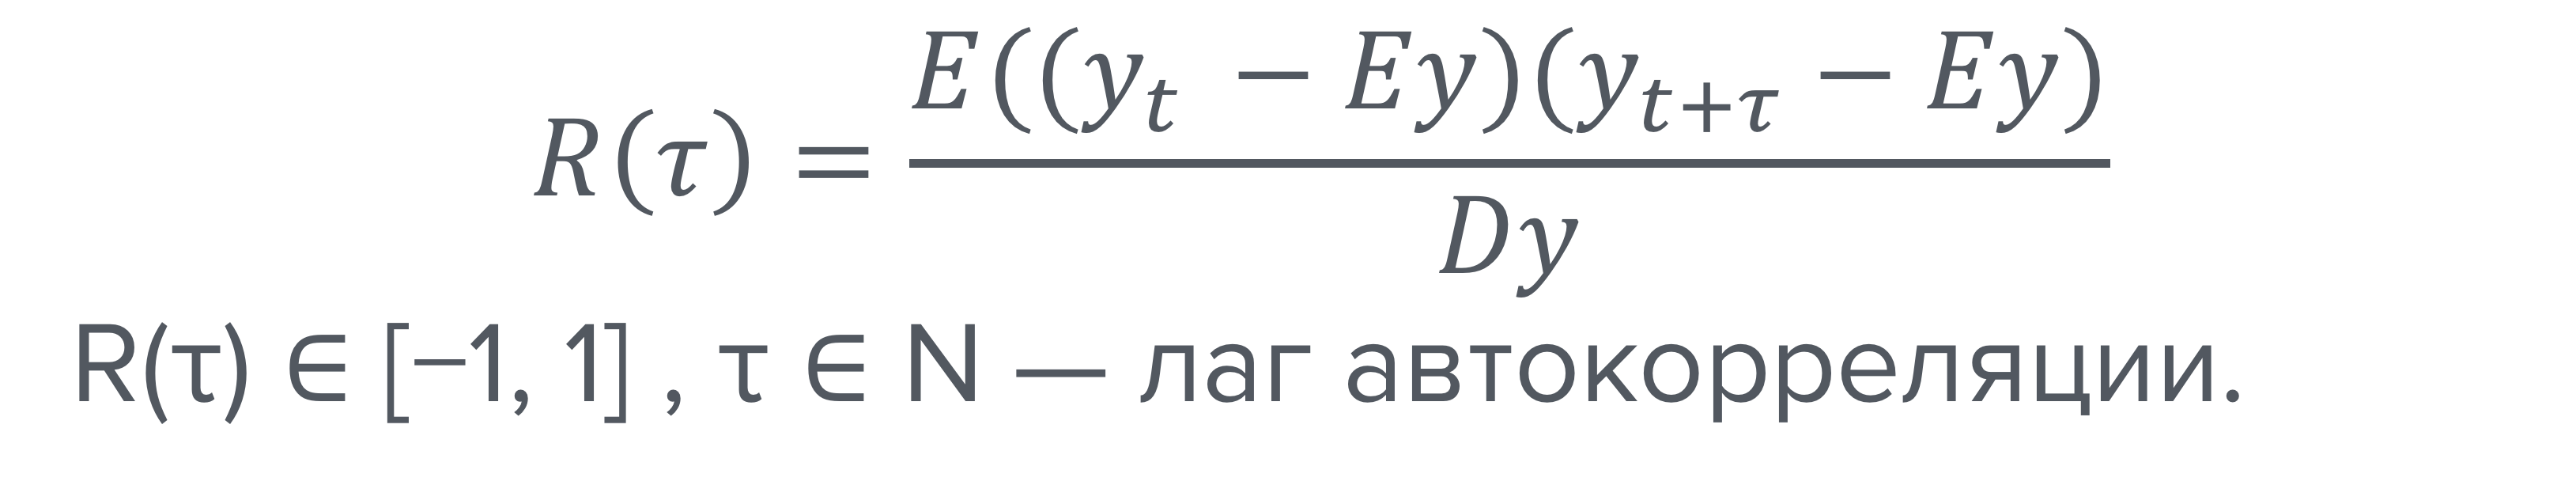 R(τ) = E((y_t − Ey)(y_{t+τ} − Ey) / Dy
R(τ) ∈ [−1, 1] , τ ∈ N — лаг автокорреляции.